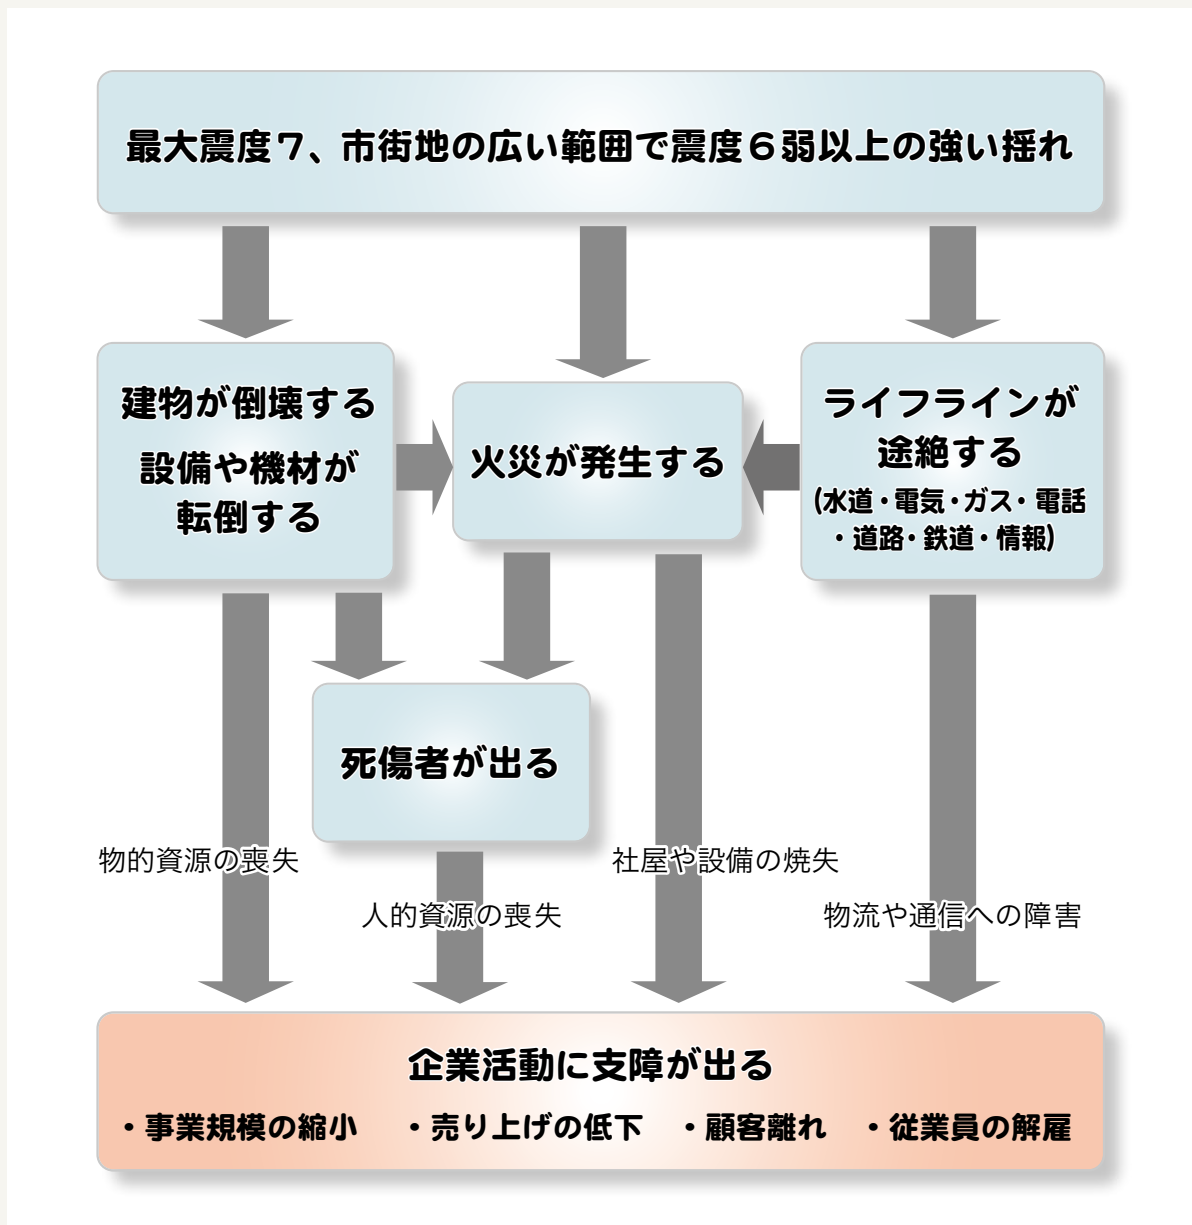 最大震度７、市街地の広い範囲で震度６弱以上の強い揺れ
建物が倒壊する
設備や機材が
転倒する
火災が発生する
ライフラインが
途絶する
(水道・電気・ガス・電話
・道路・鉄道・情報)
死傷者が出る
物的資源の喪失
社屋や設備の焼失
人的資源の喪失
物流や通信への障害
企業活動に支障が出る
・事業規模の縮小　・売り上げの低下　・顧客離れ　・従業員の解雇